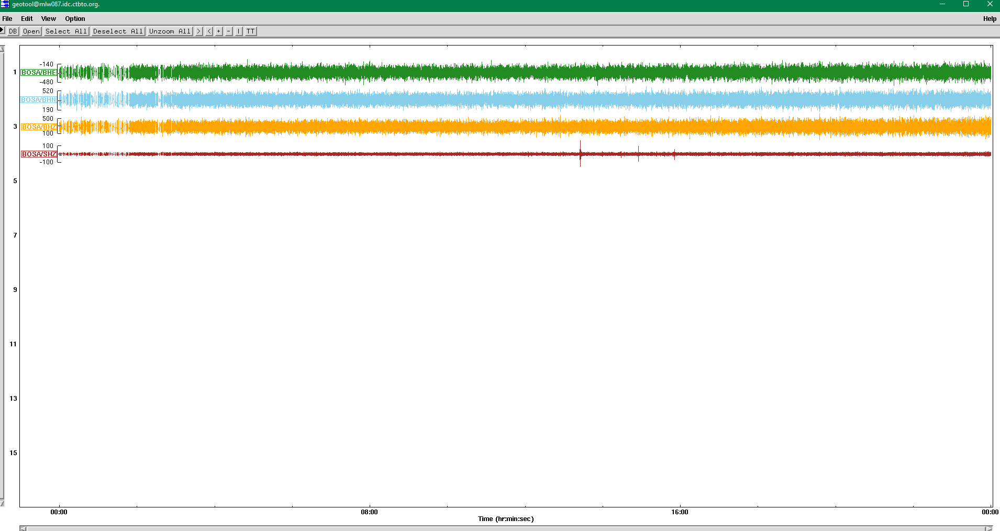 geotool@mlw087.idc.ctbto.org.
File Edit View Option Help
DB Open Select All Deselect All Unzoom All > < + - | TT
-140
1 BOSA/BHE
-480
520
BOSA/BHN
190
500
3 BOSA/BHZ
100
100
BOSA/SHZ
-100
5
7
9
11
13
15
00:00 08:00 16:00 00:00
Time (hr:min:sec)